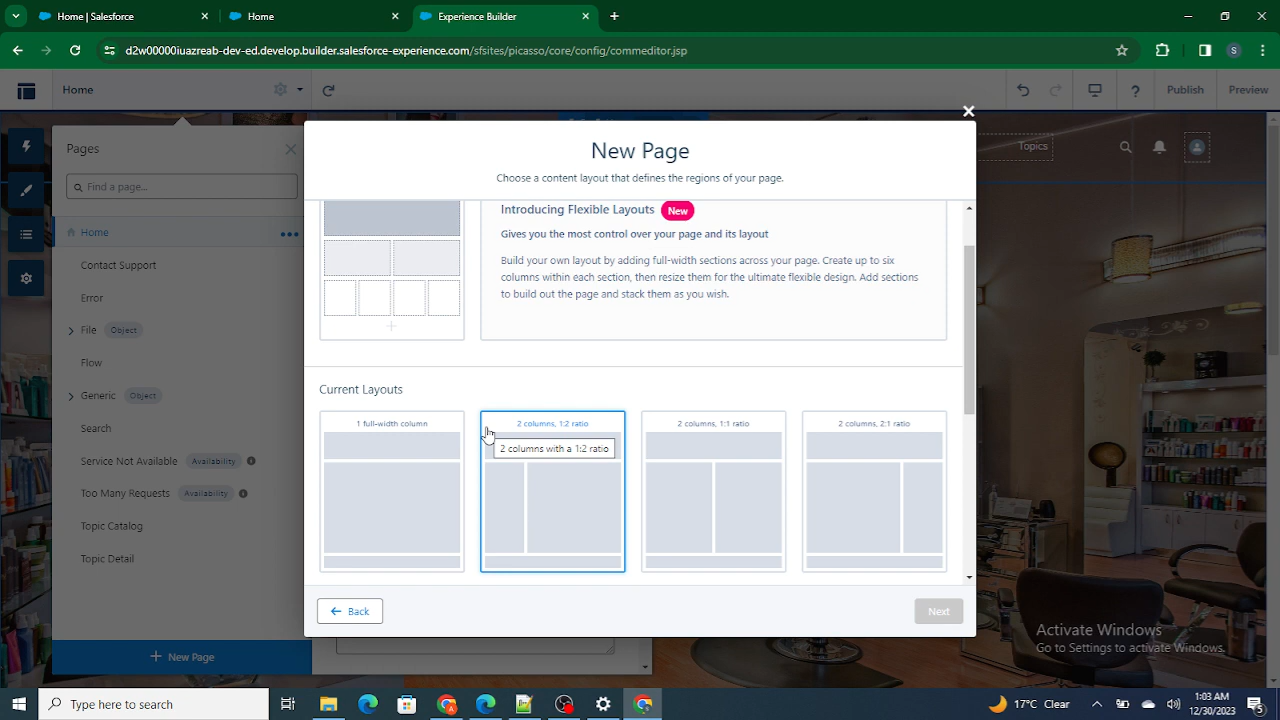 Home | Salesforce
Home
Experience Builder
d2w00000iuazreab-dev-ed.develop.builder.salesforce-experience.com/sfsites/picasso/core/config/commeditor.jsp
S
Home
?
Publish
Preview
Pages
Find a page...
Home
Contact Support
Error
File Object
Flow
Generic Object
Search
Service Not Available Availability
Too Many Requests Availability
Topic Catalog
Topic Detail
New Page
Topics
New Page
Choose a content layout that defines the regions of your page.
Introducing Flexible Layouts New
Gives you the most control over your page and its layout
Build your own layout by adding full-width sections across your page. Create up to six
columns within each section, then resize them for the ultimate flexible design. Add sections
to build out the page and stack them as you wish.
Current Layouts
1 full-width column
2 columns, 1:2 ratio
2 columns, 1:1 ratio
2 columns, 2:1 ratio
2 columns with a 1:2 ratio
Back
Next
Activate Windows
Go to Settings to activate Windows.
Type here to search
17°C Clear
1:03 AM
12/30/2023
5